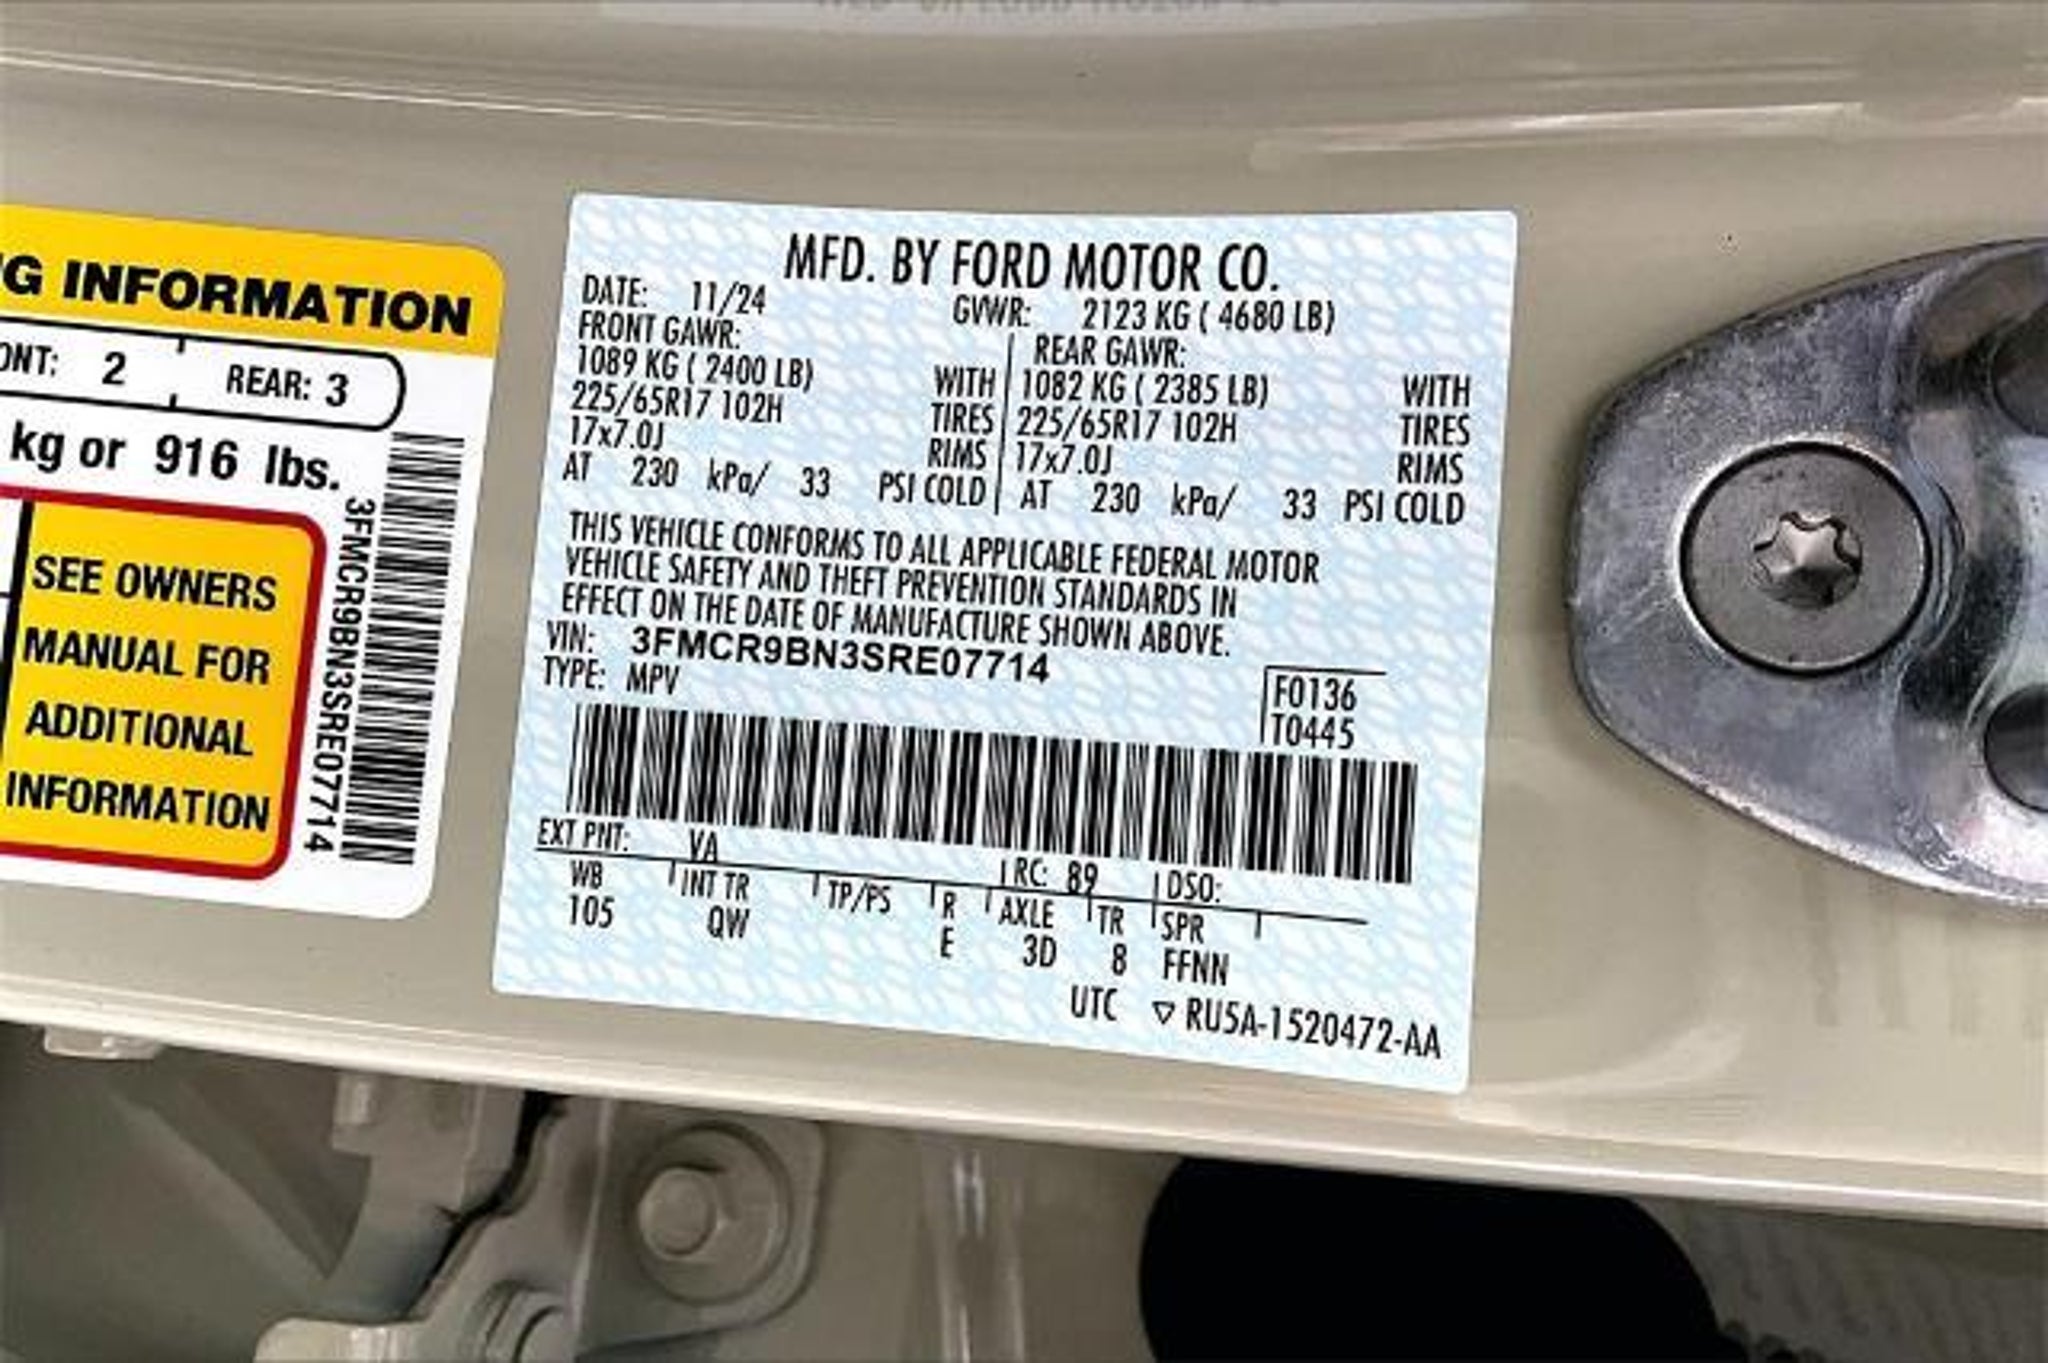 G INFORMATION
ONT: 2 REAR: 3
kg or 916 lbs.
SEE OWNERS
MANUAL FOR
ADDITIONAL
INFORMATION
3FMCR9BN3SRE07714
MFD. BY FORD MOTOR CO.
DATE: 11/24 GVWR: 2123 KG ( 4680 LB)
FRONT GAWR: REAR GAWR:
1089 KG ( 2400 LB) WITH 1082 KG ( 2385 LB) WITH
225/65R17 102H TIRES 225/65R17 102H TIRES
17x7.0J RIMS 17x7.0J RIMS
AT 230 kPa/ 33 PSI COLD AT 230 kPa/ 33 PSI COLD
THIS VEHICLE CONFORMS TO ALL APPLICABLE FEDERAL MOTOR
VEHICLE SAFETY AND THEFT PREVENTION STANDARDS IN
EFFECT ON THE DATE OF MANUFACTURE SHOWN ABOVE.
VIN: 3FMCR9BN3SRE07714
TYPE: MPV
F0136
T0445
EXT PNT: VA RC: 89 DSO:
WB INT TR TP/PS R AXLE TR SPR
105 QW E 3D 8 FFNN
UTC ▽ RU5A-1520472-AA